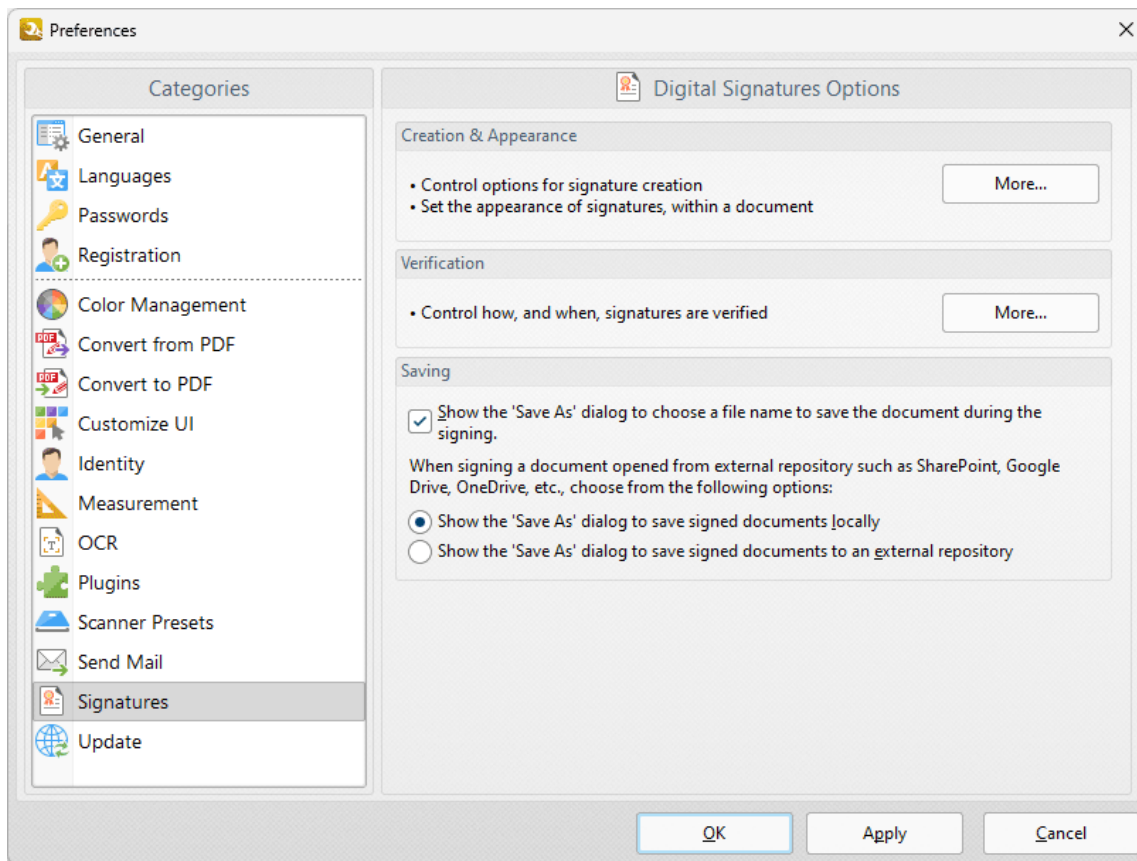 Preferences
Categories
General
Languages
Passwords
Registration
Color Management
Convert from PDF
Convert to PDF
Customize UI
Identity
Measurement
OCR
Plugins
Scanner Presets
Send Mail
Signatures
Update
Digital Signatures Options
Creation & Appearance
• Control options for signature creation
• Set the appearance of signatures, within a document
More...
Verification
• Control how, and when, signatures are verified
More...
Saving
Show the 'Save As' dialog to choose a file name to save the document during the
signing.
When signing a document opened from external repository such as SharePoint, Google
Drive, OneDrive, etc., choose from the following options:
Show the 'Save As' dialog to save signed documents locally
Show the 'Save As' dialog to save signed documents to an external repository
OK
Apply
Cancel